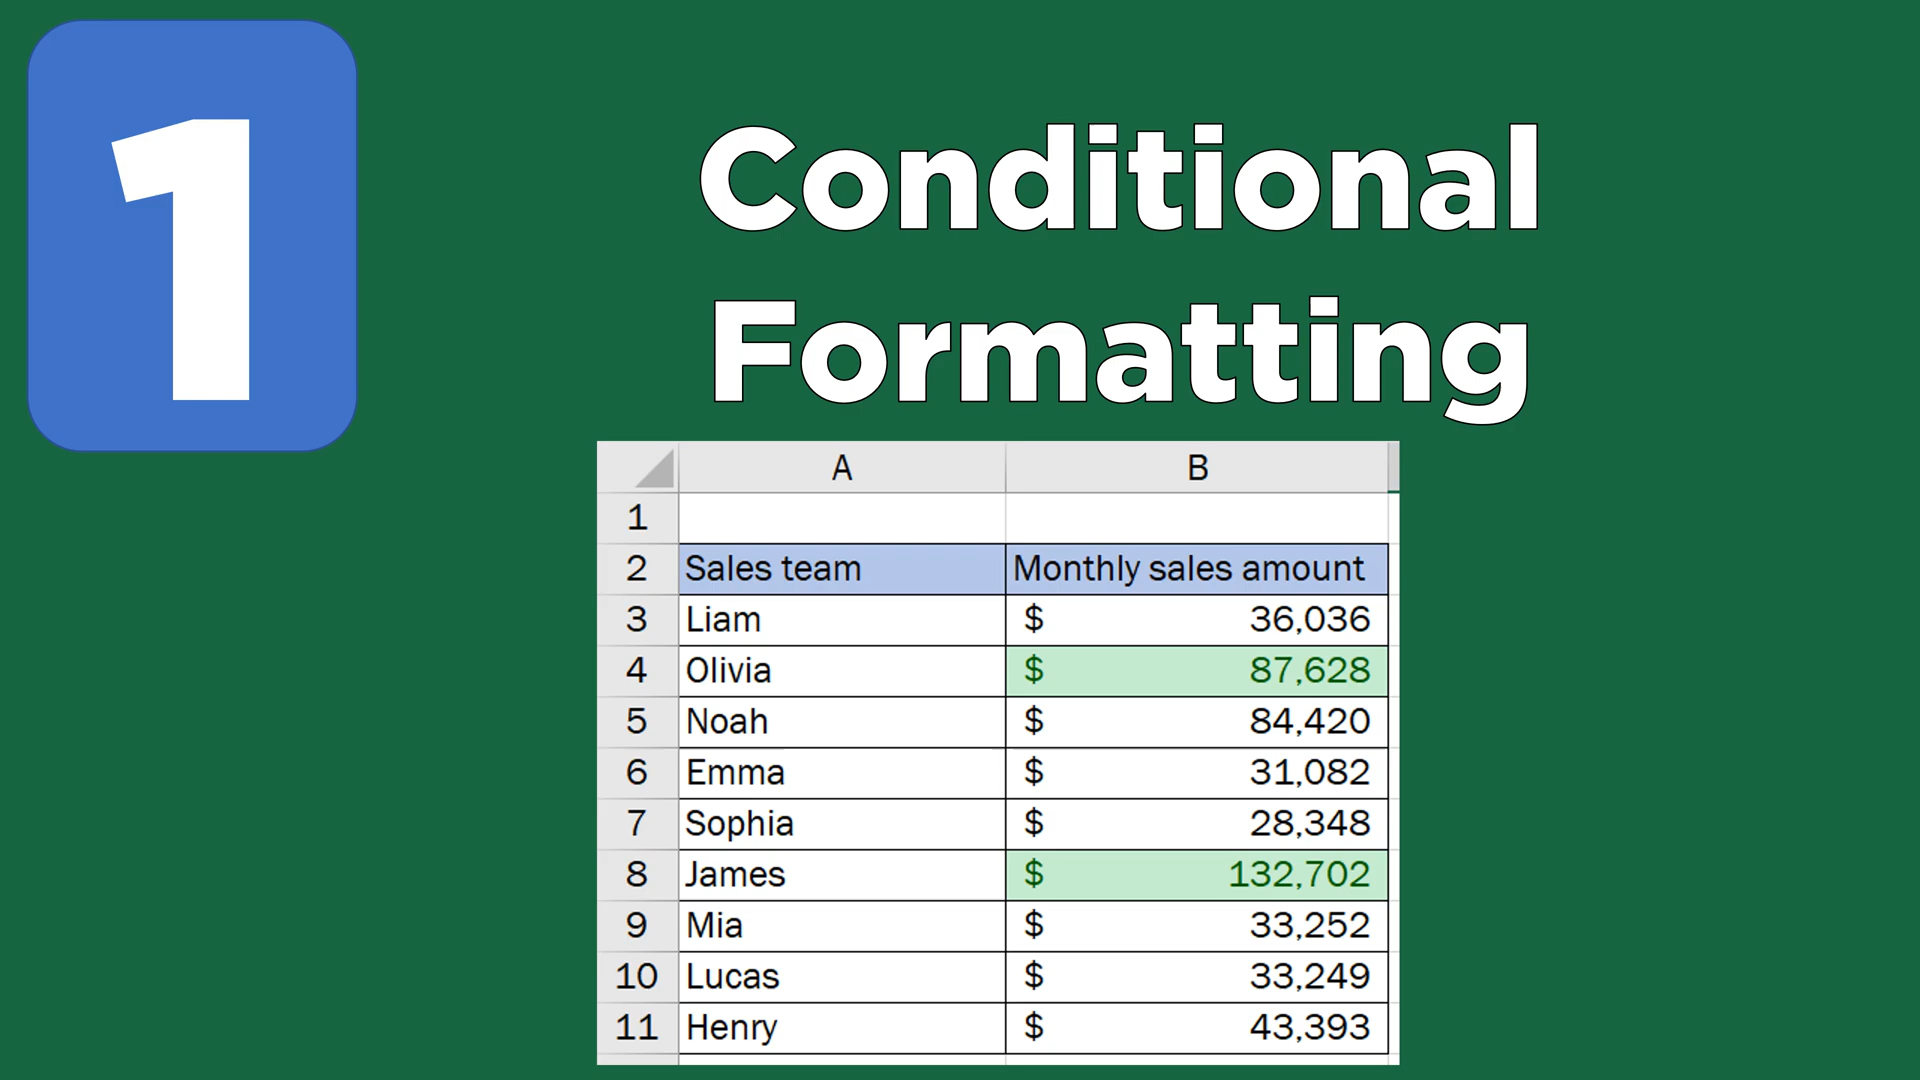 1
Conditional
Formatting
A B
1
2 Sales team Monthly sales amount
3 Liam $ 36,036
4 Olivia $ 87,628
5 Noah $ 84,420
6 Emma $ 31,082
7 Sophia $ 28,348
8 James $ 132,702
9 Mia $ 33,252
10 Lucas $ 33,249
11 Henry $ 43,393